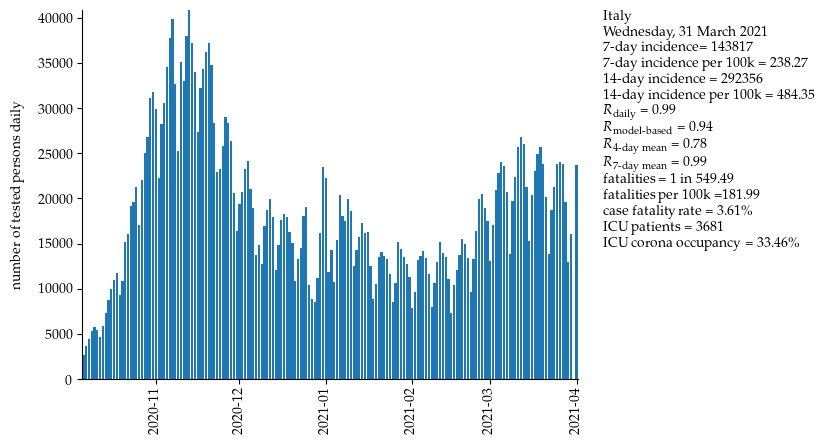 number of tested persons daily
40000
35000
30000
25000
20000
15000
10000
5000
0
2020-11
2020-12
2021-01
2021-02
2021-03
2021-04
Italy
Wednesday, 31 March 2021
7-day incidence= 143817
7-day incidence per 100k = 238.27
14-day incidence = 292356
14-day incidence per 100k = 484.35
R daily = 0.99
R model-based = 0.94
R 4-day mean = 0.78
R 7-day mean = 0.99
fatalities = 1 in 549.49
fatalities per 100k =181.99
case fatality rate = 3.61%
ICU patients = 3681
ICU corona occupancy = 33.46%